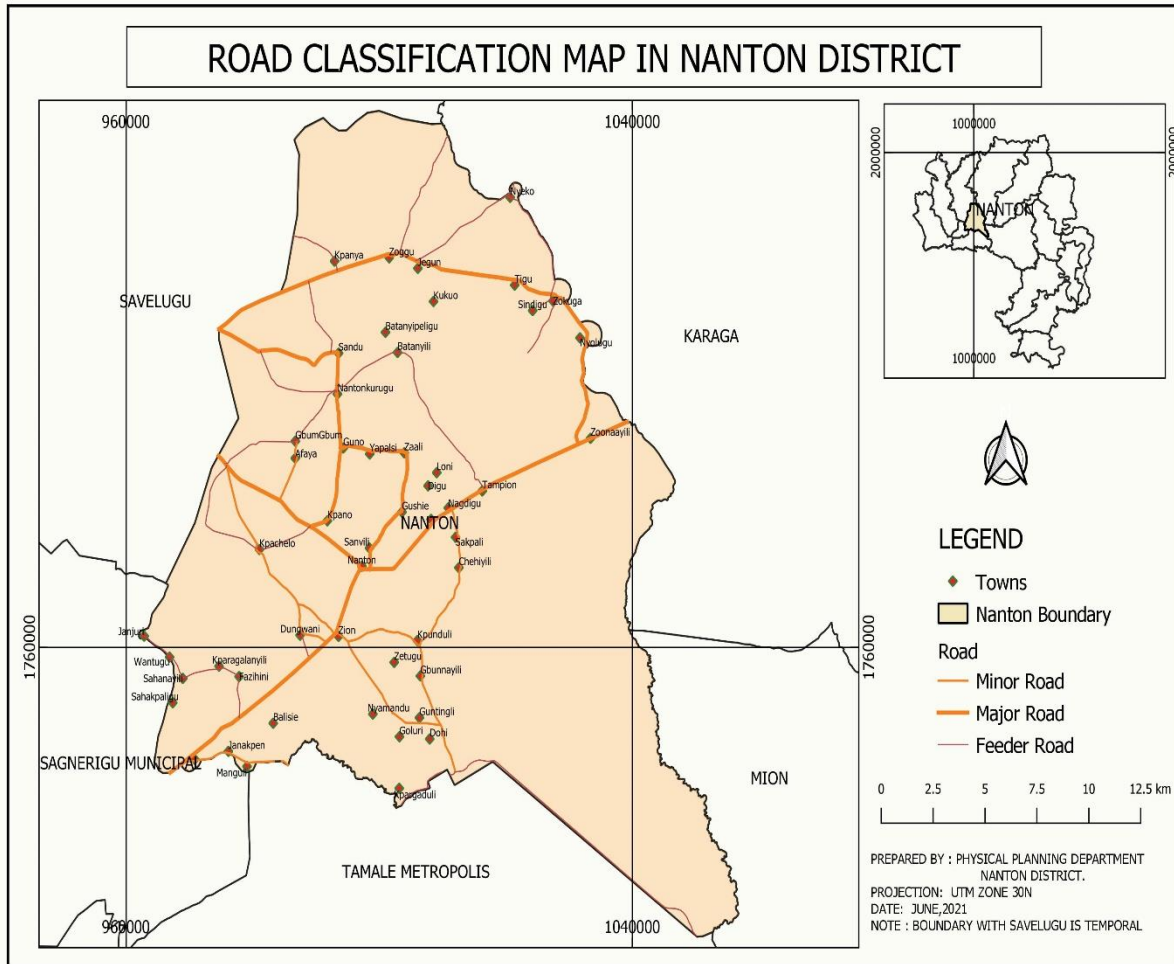 ROAD CLASSIFICATION MAP IN NANTON DISTRICT
960000
1040000
1000000
2000000
2000000
NANTON
1000000
Nyeko
Kpanya
Zoggu
Jegun
Tigu
Kukuo
Sindigu
Zokuga
SAVELUGU
KARAGA
Batanyipeligu
Nyolugu
Sandu
Batanyili
Nantonkurugu
GbumGbum
Guno
Yapalsi
Zaali
Zoonaayili
Afaya
Loni
Digu
Tampion
Nagdigu
Gushie
Kpano
NANTON
Sakpali
Kpachelo
Sanvili
Nanton
Chehiyili
LEGEND
Towns
Nanton Boundary
Road
Minor Road
Major Road
Feeder Road
Janjuri
Dungwani
Zion
Kpunduli
1760000
1760000
Wantugu
Kparagalanyili
Zetugu
Sahanayili
Fazihini
Gbunnayili
Sahakpaligu
Nyamandu
Guntingli
Balisie
Goluri
Doni
Janakpen
SAGNERIGU MUNICIPAL
Manguli
MION
Kpargaduli
0 2.5 5 7.5 10 12.5 km
TAMALE METROPOLIS
PREPARED BY : PHYSICAL PLANNING DEPARTMENT
NANTON DISTRICT.
PROJECTION: UTM ZONE 30N
DATE: JUNE,2021
NOTE : BOUNDARY WITH SAVELUGU IS TEMPORAL
960000
1040000